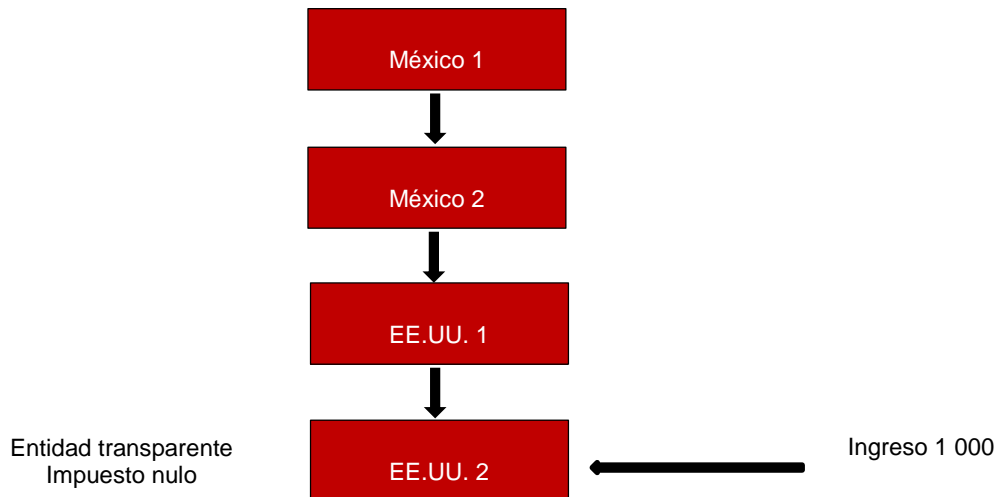 México 1
México 2
EE.UU. 1
Entidad transparente
Impuesto nulo
EE.UU. 2
Ingreso 1 000